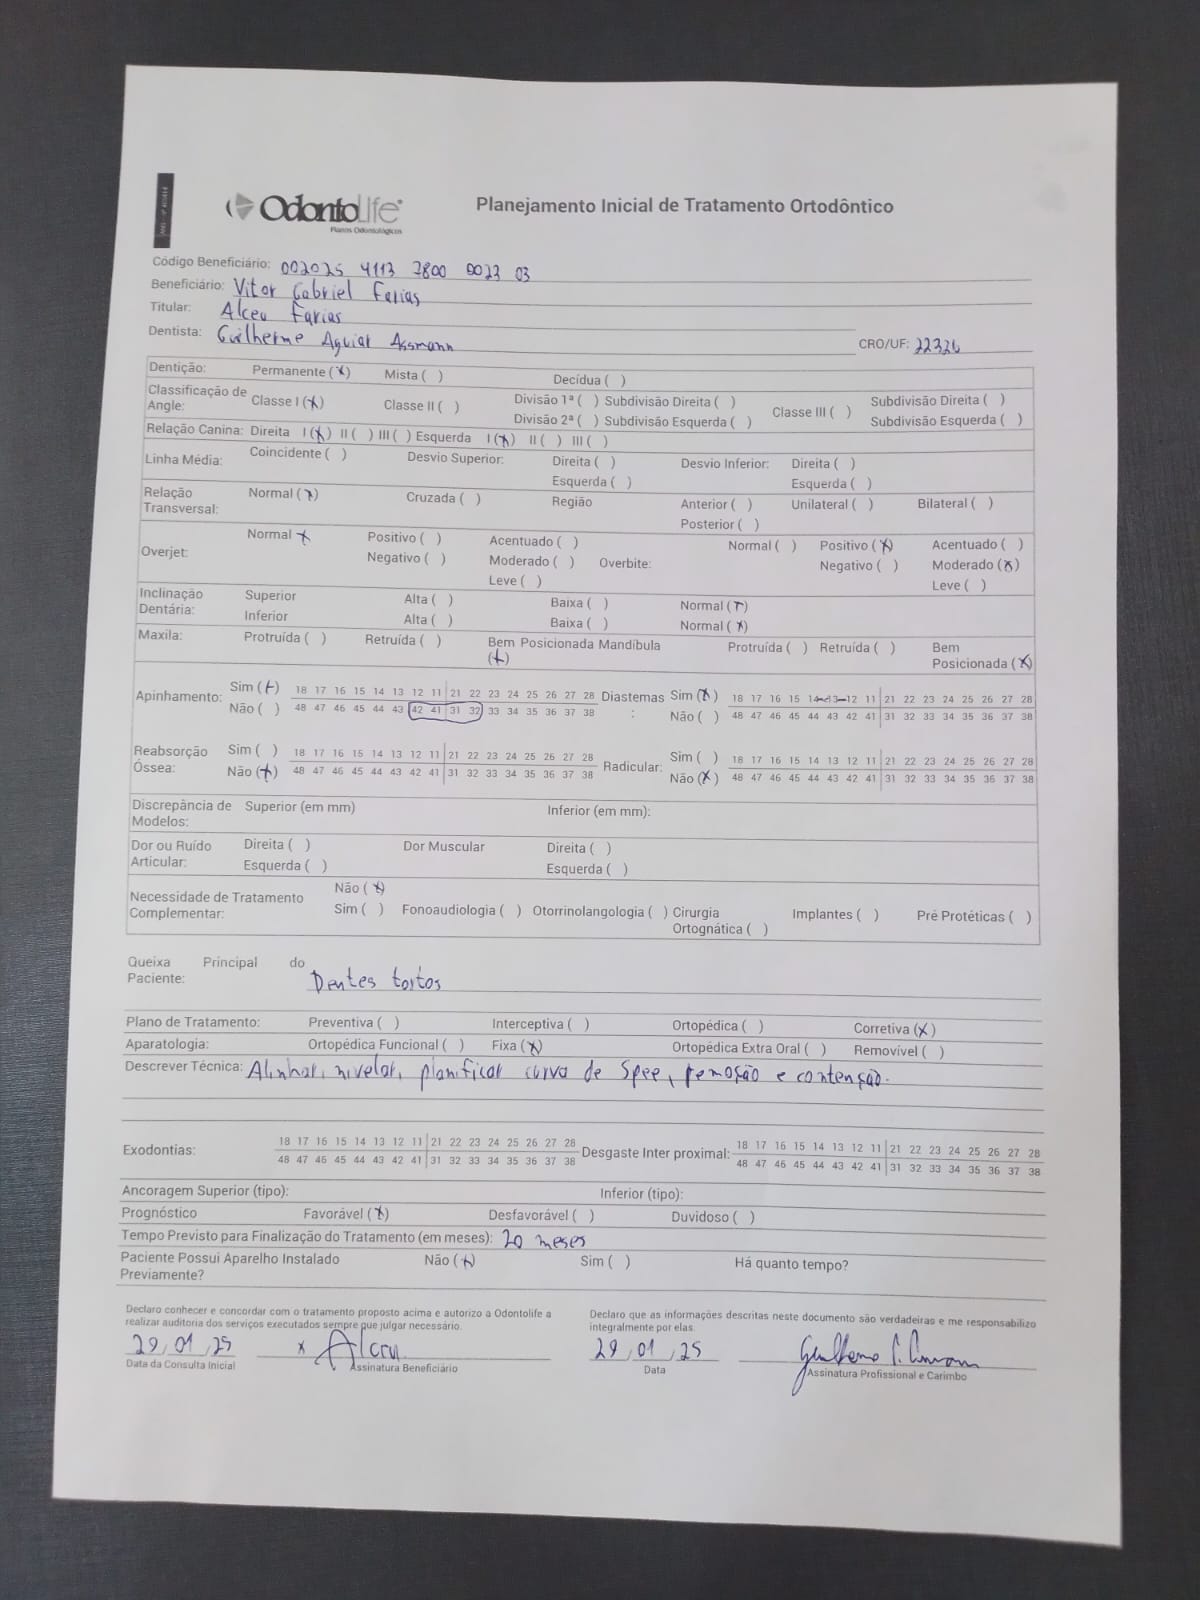 OdontoLife®
Planos Odontológicos
Planejamento Inicial de Tratamento Ortodôntico
Código Beneficiário: 002025 4113 7800 0023 03
Beneficiário: Vitor Gabriel Farias
Titular: Alceu Farias
Dentista: Guilherme Aguiar Assmann CRO/UF: 22326
Dentição: Permanente (x) Mista ( ) Decídua ( )
Classificação de Angle: Classe I (x) Classe II ( ) Divisão 1ª ( ) Subdivisão Direita ( ) Classe III ( ) Subdivisão Direita ( )
Divisão 2ª ( ) Subdivisão Esquerda ( ) Subdivisão Esquerda ( )
Relação Canina: Direita I (x) II ( ) III ( ) Esquerda I (x) II ( ) III ( )
Linha Média: Coincidente ( ) Desvio Superior: Direita ( ) Desvio Inferior: Direita ( )
Esquerda ( ) Esquerda ( )
Relação Transversal: Normal (x) Cruzada ( ) Região Anterior ( ) Unilateral ( ) Bilateral ( )
Posterior ( )
Overjet: Normal x Positivo ( ) Acentuado ( ) Overbite: Normal ( ) Positivo (x) Acentuado ( )
Negativo ( ) Moderado ( ) Negativo ( ) Moderado (x)
Leve ( ) Leve ( )
Inclinação Dentária: Superior Alta ( ) Baixa ( ) Normal (x)
Inferior Alta ( ) Baixa ( ) Normal (x)
Maxila: Protruída ( ) Retruída ( ) Bem Posicionada (x) Mandíbula Protruída ( ) Retruída ( ) Bem Posicionada (x)
Apinhamento: Sim (x) 18 17 16 15 14 13 12 11 21 22 23 24 25 26 27 28 Diastemas: Sim (x) 18 17 16 15 14 13 12 11 21 22 23 24 25 26 27 28
Não ( ) 48 47 46 45 44 43 42 41 31 32 33 34 35 36 37 38 Não ( ) 48 47 46 45 44 43 42 41 31 32 33 34 35 36 37 38
Reabsorção Óssea: Sim ( ) 18 17 16 15 14 13 12 11 21 22 23 24 25 26 27 28 Radicular: Sim ( ) 18 17 16 15 14 13 12 11 21 22 23 24 25 26 27 28
Não (x) 48 47 46 45 44 43 42 41 31 32 33 34 35 36 37 38 Não (x) 48 47 46 45 44 43 42 41 31 32 33 34 35 36 37 38
Discrepância de Modelos: Superior (em mm) Inferior (em mm):
Dor ou Ruído Articular: Direita ( ) Dor Muscular Direita ( )
Esquerda ( ) Esquerda ( )
Necessidade de Tratamento Complementar: Não (x)
Sim ( ) Fonoaudiologia ( ) Otorrinolangologia ( ) Cirurgia Ortognática ( ) Implantes ( ) Pré Protéticas ( )
Queixa Principal do Paciente: Dentes tortos
Plano de Tratamento: Preventiva ( ) Interceptiva ( ) Ortopédica ( ) Corretiva (x)
Aparatologia: Ortopédica Funcional ( ) Fixa (x) Ortopédica Extra Oral ( ) Removível ( )
Descrever Técnica: Alinhar, nivelar, planificar curva de Spee, remoção e contenção.
Exodontias: 18 17 16 15 14 13 12 11 21 22 23 24 25 26 27 28 Desgaste Inter proximal: 18 17 16 15 14 13 12 11 21 22 23 24 25 26 27 28
48 47 46 45 44 43 42 41 31 32 33 34 35 36 37 38 48 47 46 45 44 43 42 41 31 32 33 34 35 36 37 38
Ancoragem Superior (tipo): Inferior (tipo):
Prognóstico Favorável (x) Desfavorável ( ) Duvidoso ( )
Tempo Previsto para Finalização do Tratamento (em meses): 20 meses
Paciente Possui Aparelho Instalado Previamente? Não (x) Sim ( ) Há quanto tempo?
Declaro conhecer e concordar com o tratamento proposto acima e autorizo a Odontolife a
realizar auditoria dos serviços executados sempre que julgar necessário.
Declaro que as informações descritas neste documento são verdadeiras e me responsabilizo
integralmente por elas.
29, 01, 25 x Alceu 29, 01, 25
Data da Consulta Inicial Assinatura Beneficiário Data Assinatura Profissional e Carimbo